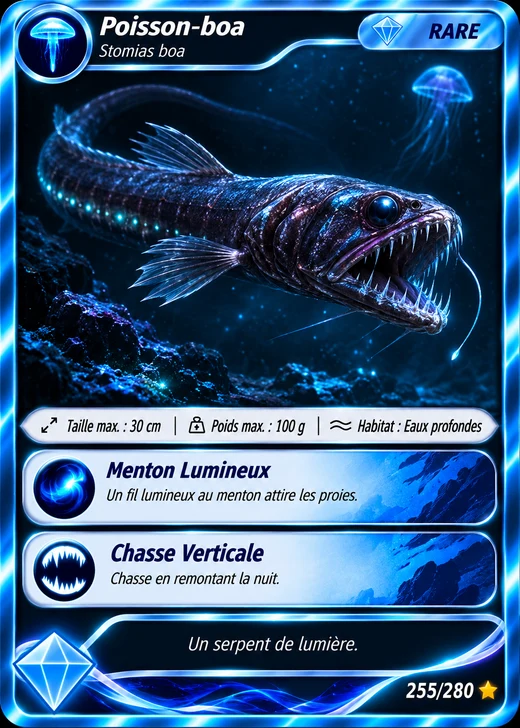 Poisson-boa
RARE
Stomias boa
Taille max. : 30 cm | Poids max. : 100 g | Habitat : Eaux profondes
Menton Lumineux
Un fil lumineux au menton attire les proies.
Chasse Verticale
Chasse en remontant la nuit.
Un serpent de lumière.
255/280